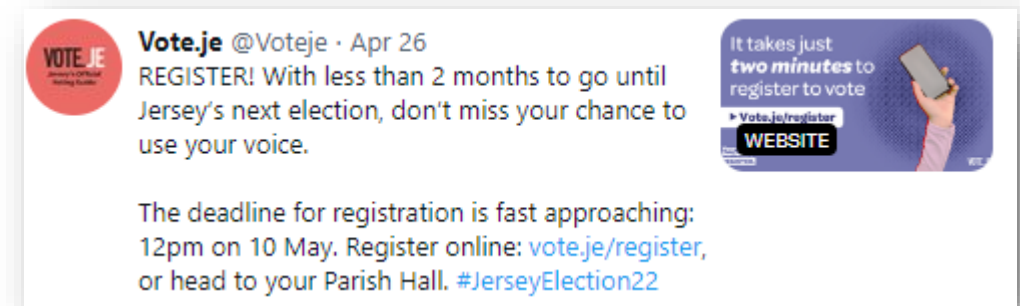 VOTE.JE
Jersey's Official
Voting Guide
Vote.je @Voteje · Apr 26
REGISTER! With less than 2 months to go until
Jersey's next election, don't miss your chance to
use your voice.
The deadline for registration is fast approaching:
12pm on 10 May. Register online: vote.je/register,
or head to your Parish Hall. #JerseyElection22
It takes just
two minutes to
register to vote
Vote.je/register
WEBSITE